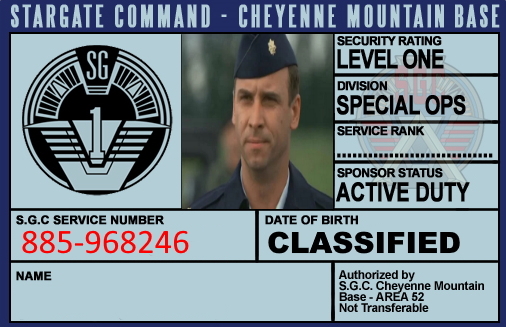 STARGATE COMMAND - CHEYENNE MOUNTAIN BASE
SG
1
SECURITY RATING
LEVEL ONE
DIVISION
SPECIAL OPS
SERVICE RANK
SPONSOR STATUS
ACTIVE DUTY
S.G.C SERVICE NUMBER
885-968246
DATE OF BIRTH
CLASSIFIED
NAME
Authorized by
S.G.C. Cheyenne Mountain
Base - AREA 52
Not Transferable